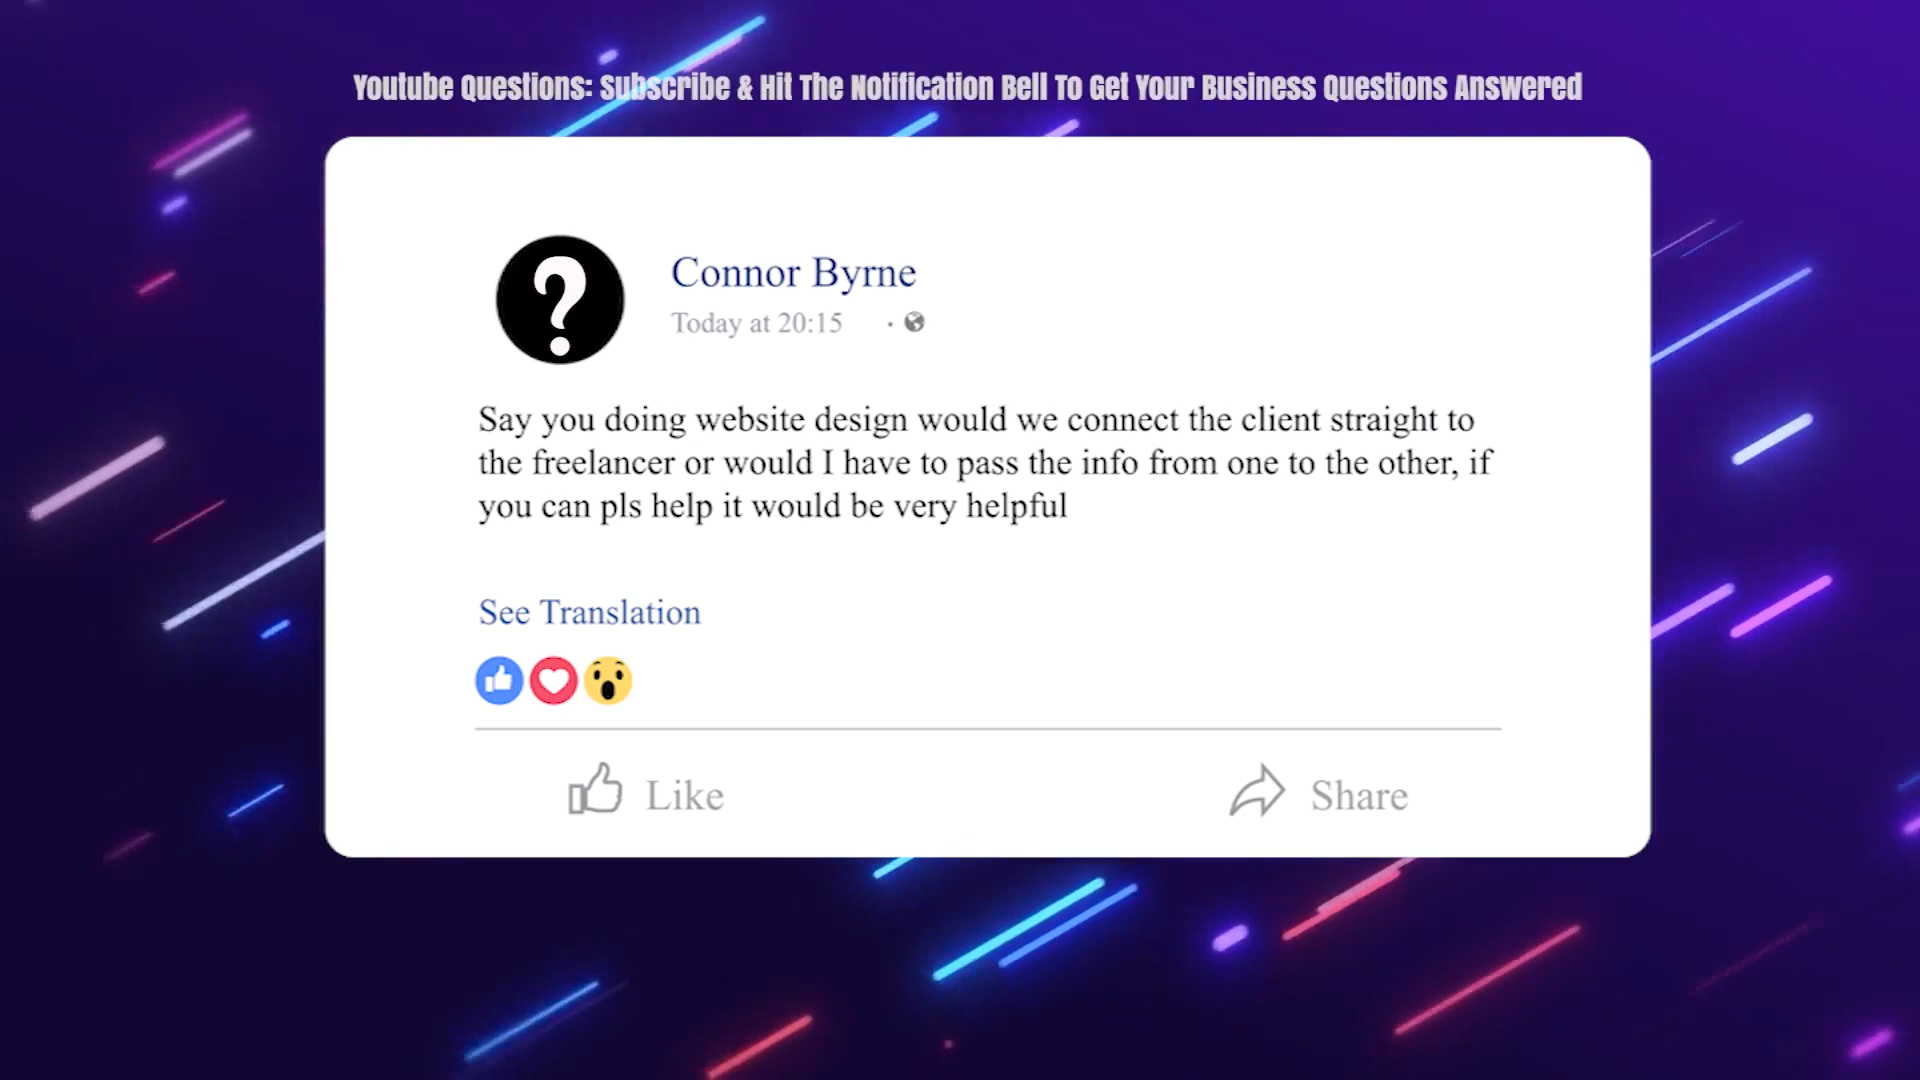 Youtube Questions: Subscribe & Hit The Notification Bell To Get Your Business Questions Answered
Connor Byrne
Today at 20:15 ·
Say you doing website design would we connect the client straight to
the freelancer or would I have to pass the info from one to the other, if
you can pls help it would be very helpful
See Translation
Like
Share